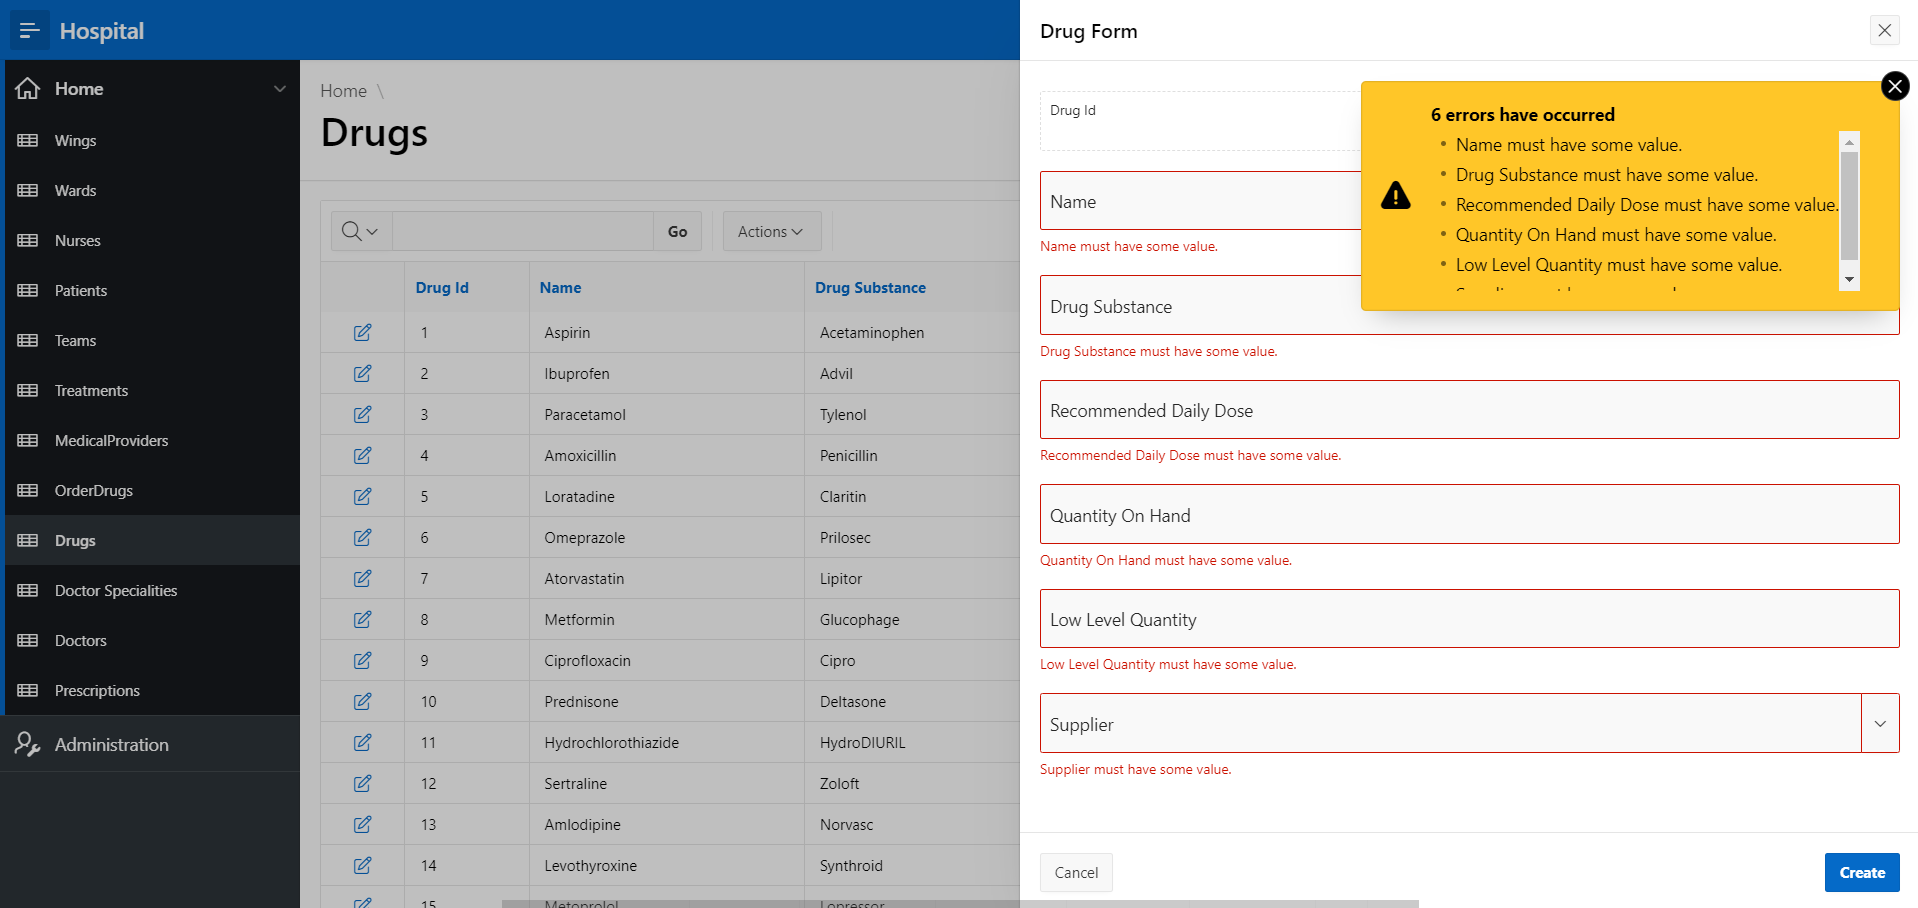 Hospital
Home
Wings
Wards
Nurses
Patients
Teams
Treatments
MedicalProviders
OrderDrugs
Drugs
Doctor Specialities
Doctors
Prescriptions
Administration
Home \
Drugs
Go Actions
Drug Id Name Drug Substance
1 Aspirin Acetaminophen
2 Ibuprofen Advil
3 Paracetamol Tylenol
4 Amoxicillin Penicillin
5 Loratadine Claritin
6 Omeprazole Prilosec
7 Atorvastatin Lipitor
8 Metformin Glucophage
9 Ciprofloxacin Cipro
10 Prednisone Deltasone
11 Hydrochlorothiazide HydroDIURIL
12 Sertraline Zoloft
13 Amlodipine Norvasc
14 Levothyroxine Synthroid
15 Metoprolol Lopressor
Drug Form
Drug Id
Name
Name must have some value.
Drug Substance
Drug Substance must have some value.
Recommended Daily Dose
Recommended Daily Dose must have some value.
Quantity On Hand
Quantity On Hand must have some value.
Low Level Quantity
Low Level Quantity must have some value.
Supplier
Supplier must have some value.
6 errors have occurred
• Name must have some value.
• Drug Substance must have some value.
• Recommended Daily Dose must have some value.
• Quantity On Hand must have some value.
• Low Level Quantity must have some value.
Cancel Create